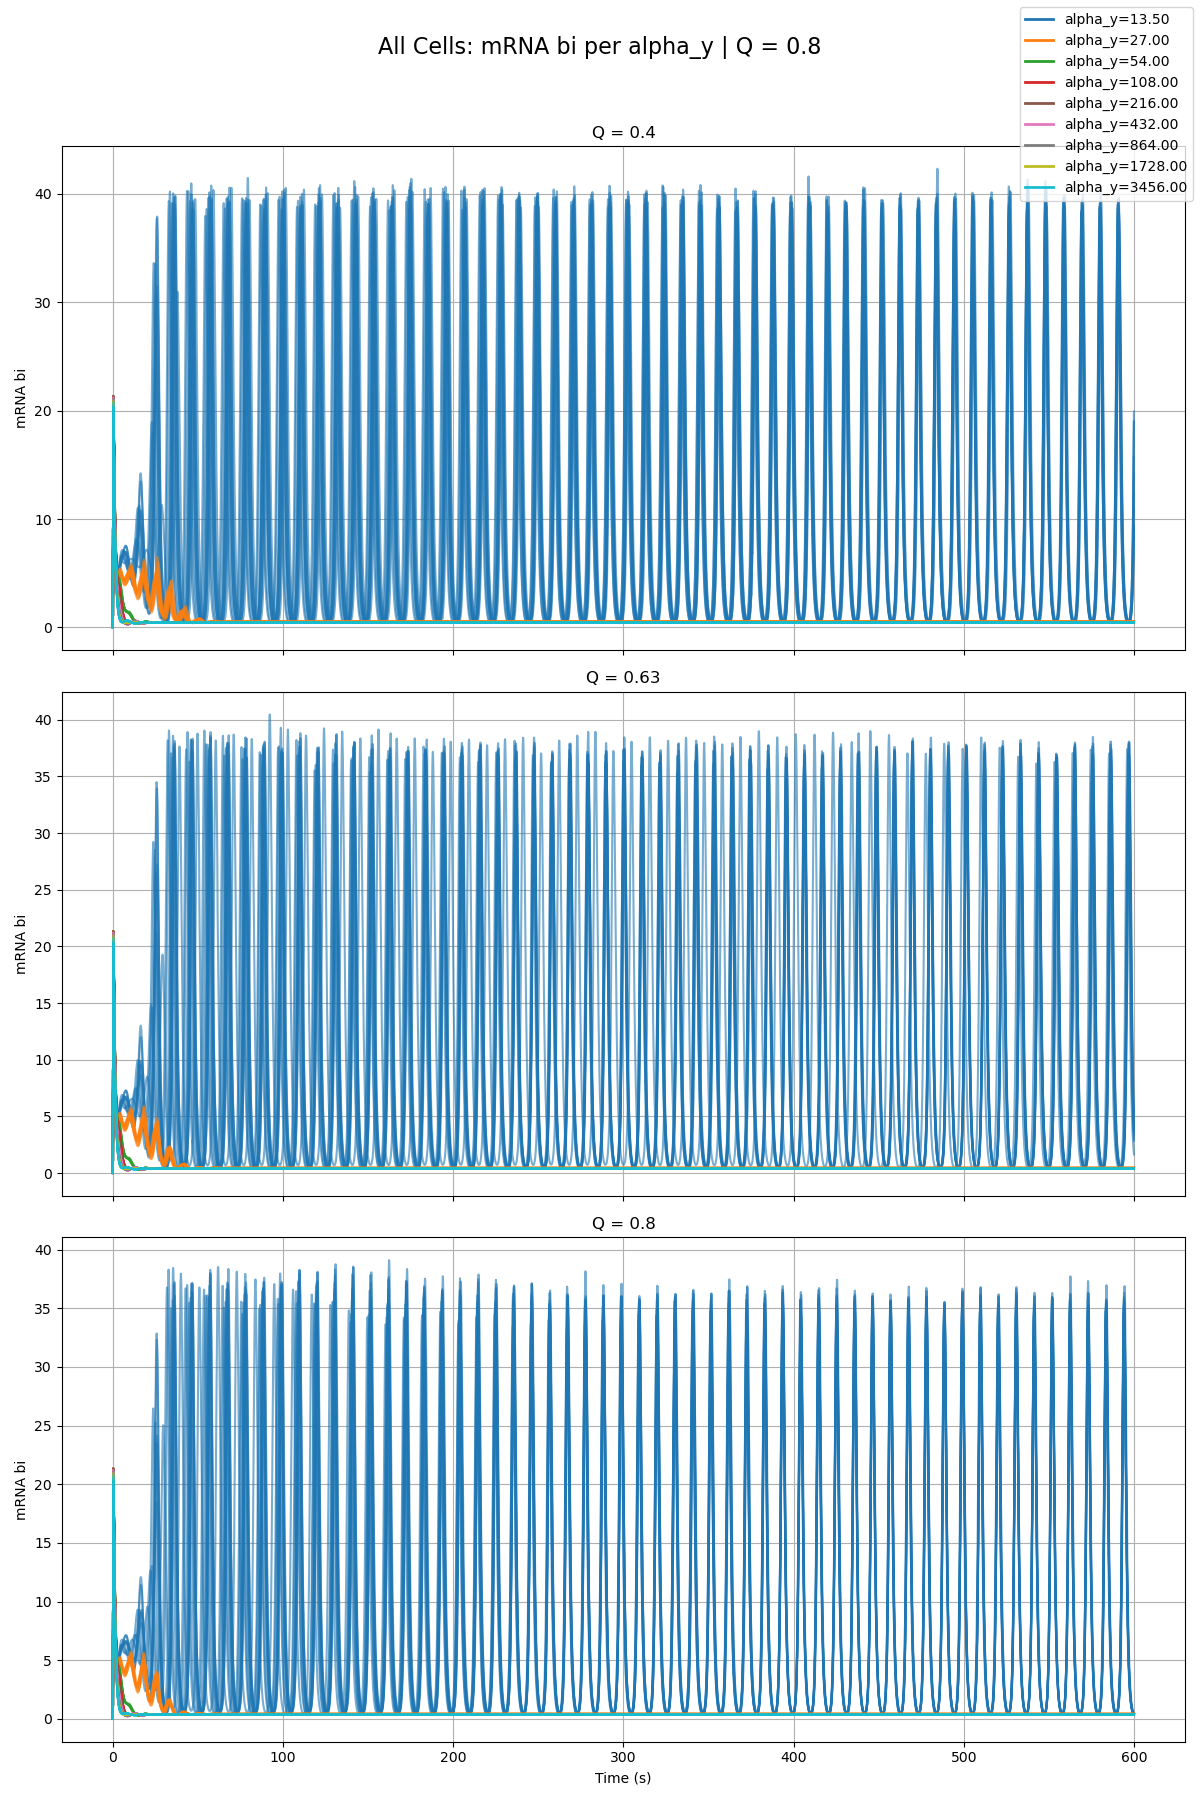 All Cells: mRNA bi per alpha_y | Q = 0.8
alpha_y=13.50
alpha_y=27.00
alpha_y=54.00
alpha_y=108.00
alpha_y=216.00
alpha_y=432.00
alpha_y=864.00
alpha_y=1728.00
alpha_y=3456.00
Q = 0.4
40
30
20
10
0
mRNA bi
Q = 0.63
40
35
30
25
20
15
10
5
0
mRNA bi
Q = 0.8
40
35
30
25
20
15
10
5
0
mRNA bi
0 100 200 300 400 500 600
Time (s)